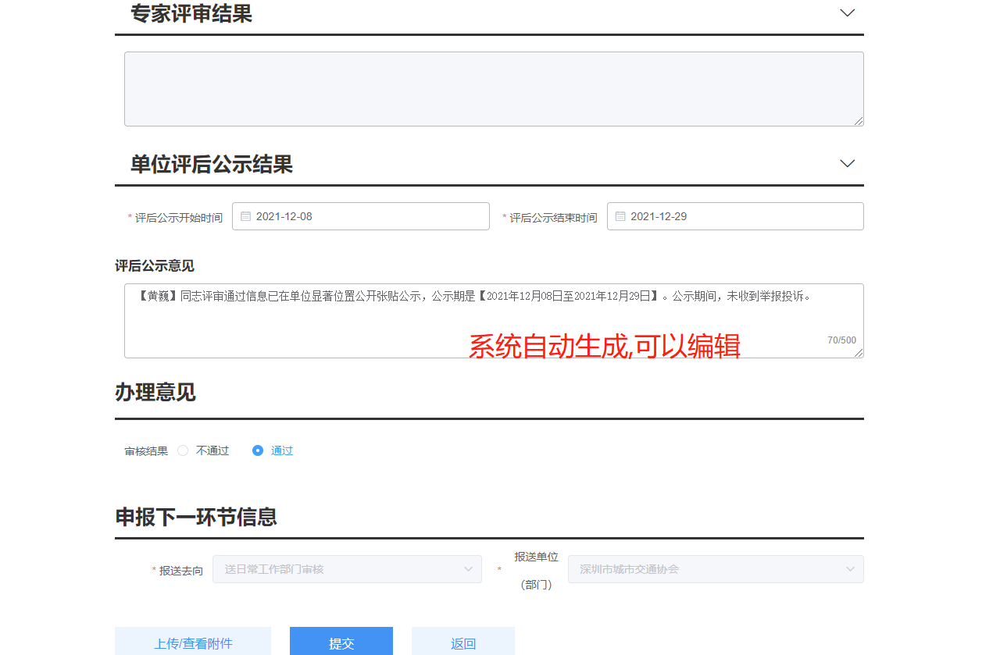 专家评审结果
单位评后公示结果
* 评后公示开始时间 2021-12-08 * 评后公示结束时间 2021-12-29
评后公示意见
【黄巍】同志评审通过信息已在单位显著位置公开张贴公示，公示期是【2021年12月08日至2021年12月29日】。公示期间，未收到举报投诉。
系统自动生成,可以编辑
70/500
办理意见
审核结果 不通过 通过
申报下一环节信息
* 报送去向 送日常工作部门审核 * 报送单位
（部门） 深圳市城市交通协会
上传/查看附件 提交 返回